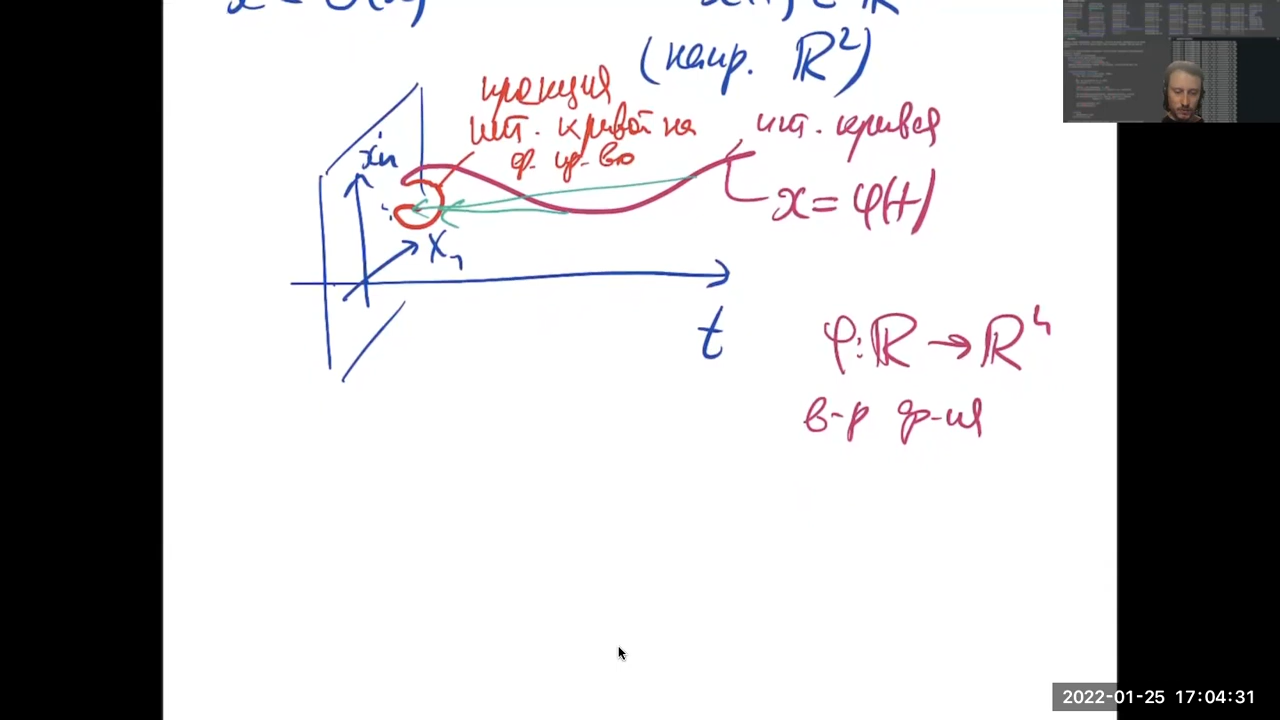 (напр. ℝ²)
проекция
инт. кривой на
ф. пр-во
инт. кривая
x = φ(t)
xₙ
⋮
x₁
t
φ: ℝ → ℝⁿ
в-р ф-ия
2022-01-25 17:04:31